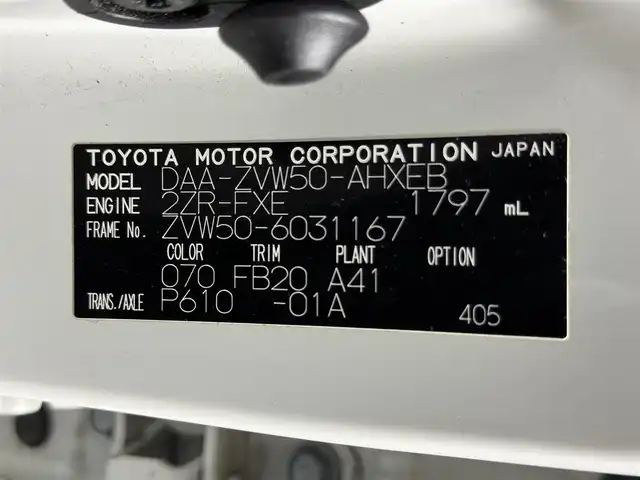 TOYOTA MOTOR CORPORATION JAPAN
MODEL DAA-ZVW50-AHXEB
ENGINE 2ZR-FXE 1797 mL
FRAME No. ZVW50-6031167
COLOR TRIM PLANT OPTION
070 FB20 A41
TRANS./AXLE P610 -01A 405